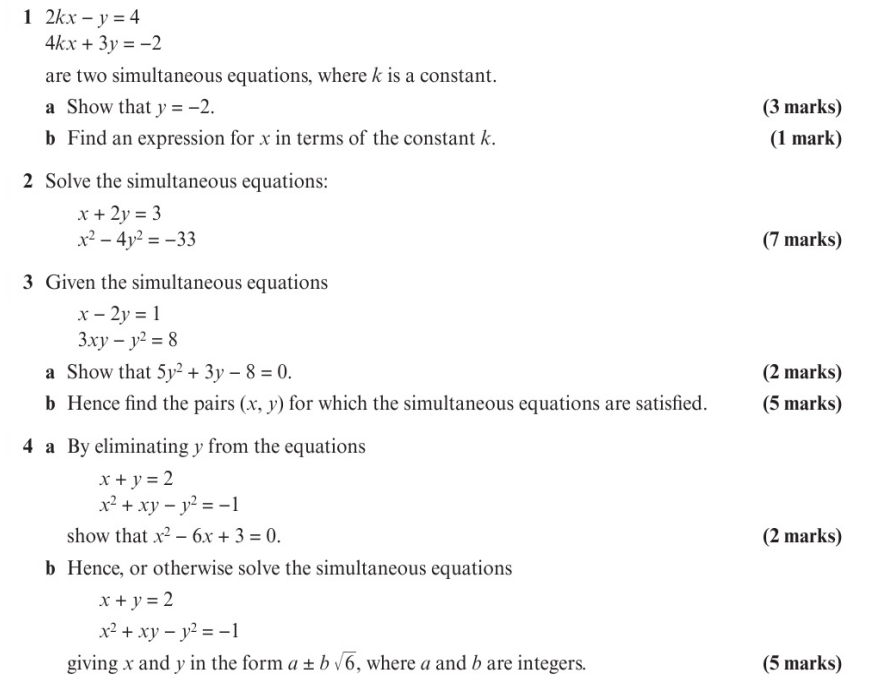 1 2kx – y = 4
4kx + 3y = –2
are two simultaneous equations, where k is a constant.
a Show that y = –2. (3 marks)
b Find an expression for x in terms of the constant k. (1 mark)
2 Solve the simultaneous equations:
x + 2y = 3
x² – 4y² = –33 (7 marks)
3 Given the simultaneous equations
x – 2y = 1
3xy – y² = 8
a Show that 5y² + 3y – 8 = 0. (2 marks)
b Hence find the pairs (x, y) for which the simultaneous equations are satisfied. (5 marks)
4 a By eliminating y from the equations
x + y = 2
x² + xy – y² = –1
show that x² – 6x + 3 = 0. (2 marks)
b Hence, or otherwise solve the simultaneous equations
x + y = 2
x² + xy – y² = –1
giving x and y in the form a ± b√6, where a and b are integers. (5 marks)